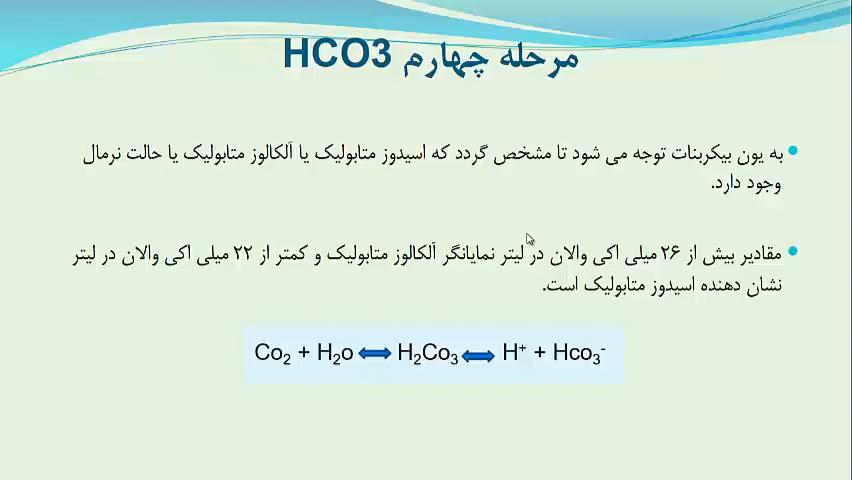 مرحله چهارم HCO3
به یون بیکربنات توجه می شود تا مشخص گردد که اسیدوز متابولیک یا آلکالوز متابولیک یا حالت نرمال
وجود دارد.
مقادیر بیش از ۲۶ میلی اکی والان در لیتر نمایانگر آلکالوز متابولیک و کمتر از ۲۲ میلی اکی والان در لیتر
نشان دهنده اسیدوز متابولیک است.
Co₂ + H₂o ⇔ H₂Co₃ ⇔ H⁺ + Hco₃⁻